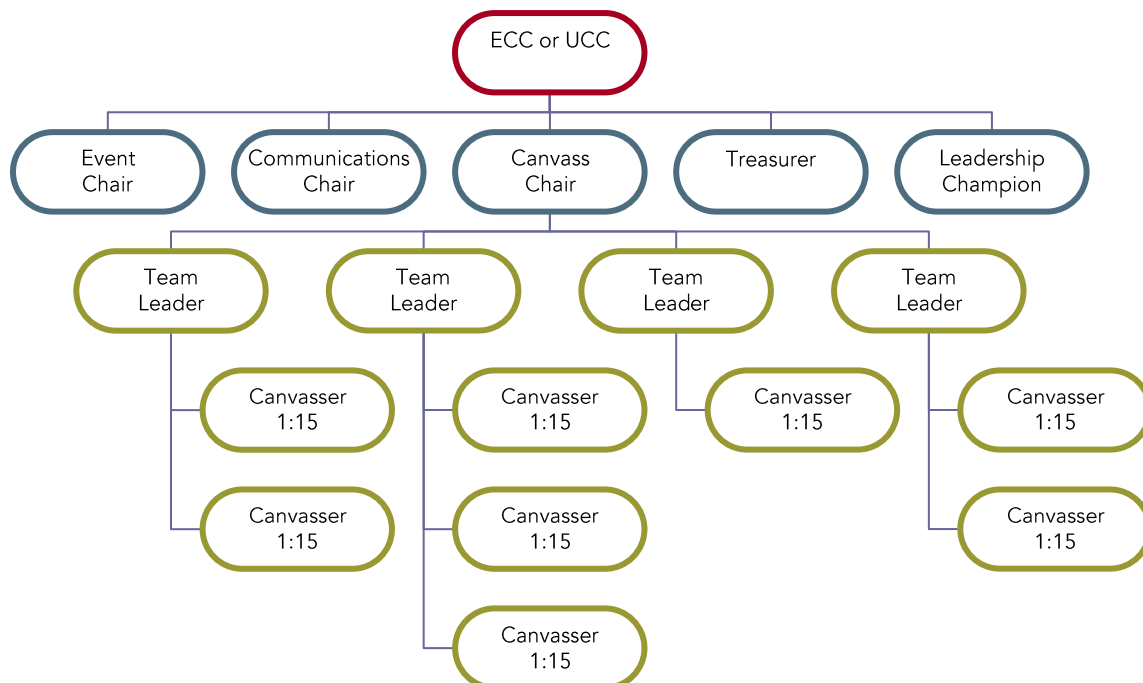 ECC or UCC
Event
Chair
Communications
Chair
Canvass
Chair
Treasurer
Leadership
Champion
Team
Leader
Team
Leader
Team
Leader
Team
Leader
Canvasser
1:15
Canvasser
1:15
Canvasser
1:15
Canvasser
1:15
Canvasser
1:15
Canvasser
1:15
Canvasser
1:15
Canvasser
1:15